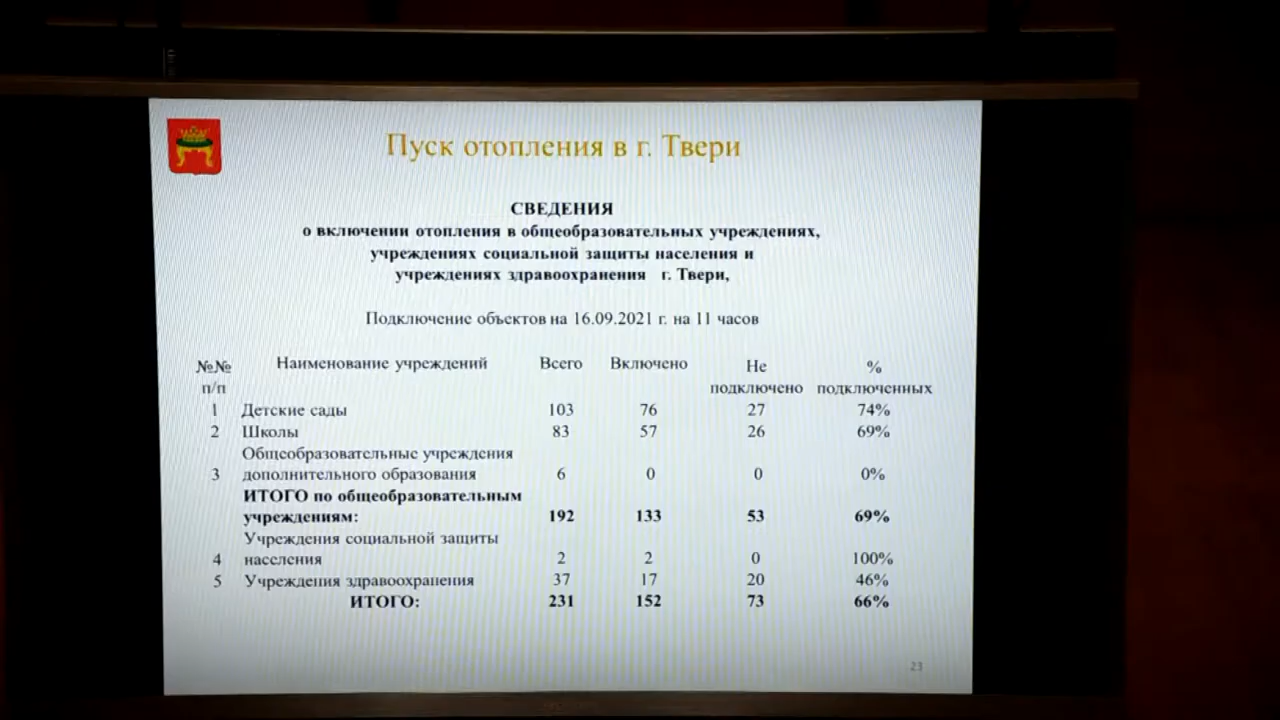 Пуск отопления в г. Твери
СВЕДЕНИЯ
о включении отопления в общеобразовательных учреждениях,
учреждениях социальной защиты населения и
учреждениях здравоохранения г. Твери,
Подключение объектов на 16.09.2021 г. на 11 часов
№№ п/п Наименование учреждений Всего Включено Не подключено % подключенных
1 Детские сады 103 76 27 74%
2 Школы 83 57 26 69%
Общеобразовательные учреждения
3 дополнительного образования 6 0 0 0%
ИТОГО по общеобразовательным
учреждениям: 192 133 53 69%
Учреждения социальной защиты
4 населения 2 2 0 100%
5 Учреждения здравоохранения 37 17 20 46%
ИТОГО: 231 152 73 66%
23